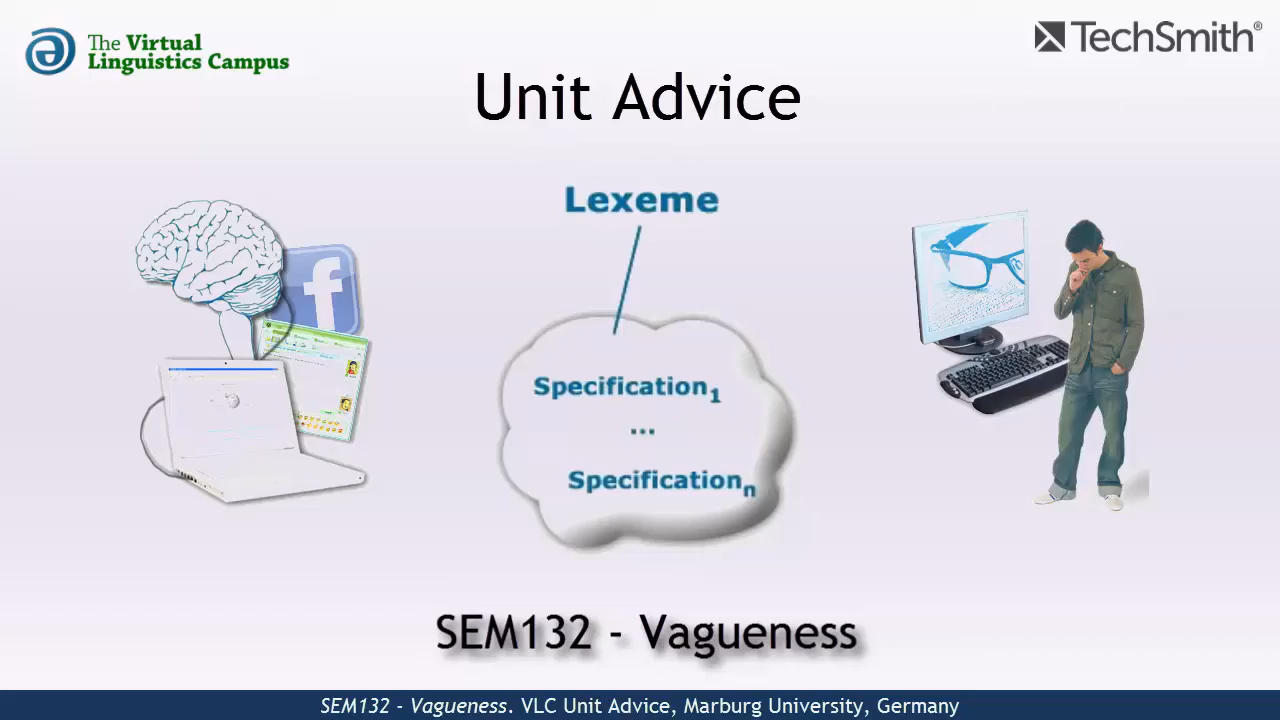 The Virtual
Linguistics Campus
TechSmith®
Unit Advice
Lexeme
Specification1
...
Specificationn
SEM132 - Vagueness
SEM132 - Vagueness. VLC Unit Advice, Marburg University, Germany